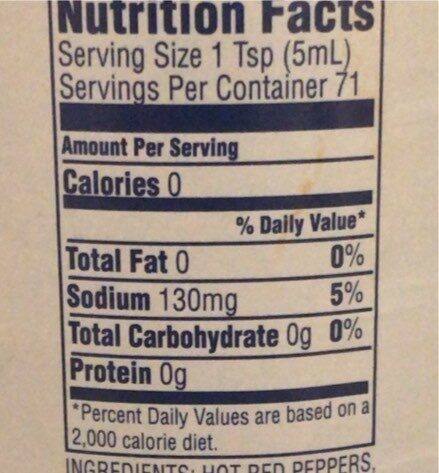 Nutrition Facts
Serving Size 1 Tsp (5mL)
Servings Per Container 71
Amount Per Serving
Calories 0
% Daily Value*
Total Fat 0 0%
Sodium 130mg 5%
Total Carbohydrate 0g 0%
Protein 0g
*Percent Daily Values are based on a
2,000 calorie diet.
INGREDIENTS: HOT RED PEPPERS